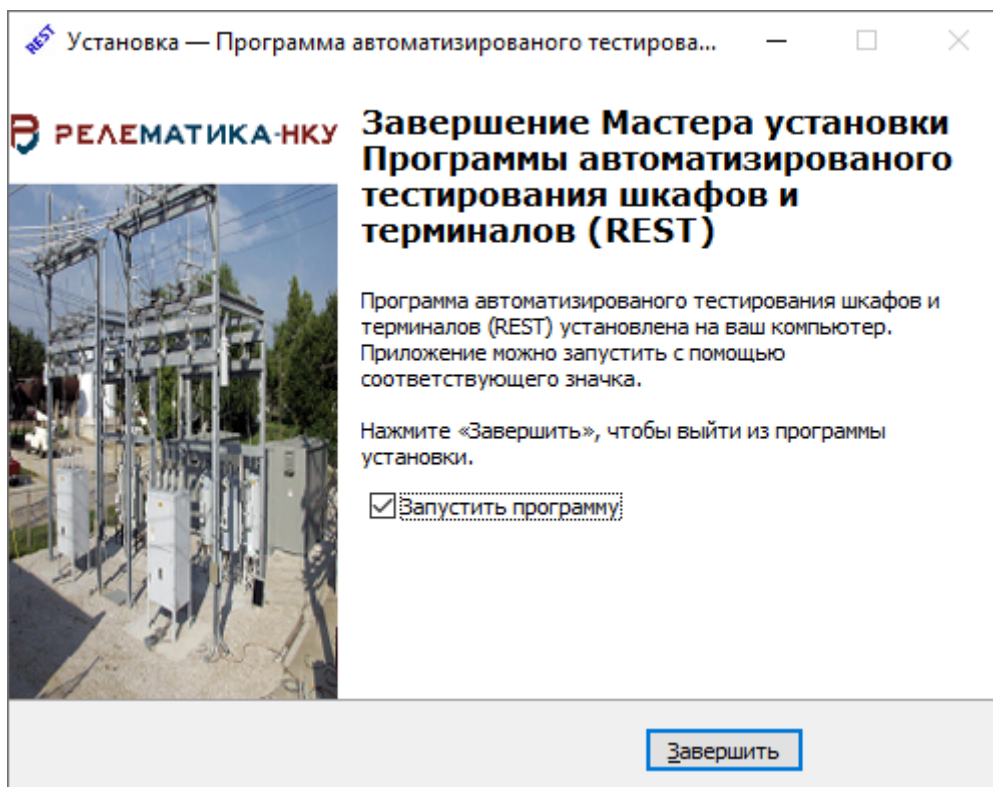 REST Установка — Программа автоматизированого тестирова...
РЕЛЕМАТИКА-НКУ
Завершение Мастера установки
Программы автоматизированого
тестирования шкафов и
терминалов (REST)
Программа автоматизированого тестирования шкафов и
терминалов (REST) установлена на ваш компьютер.
Приложение можно запустить с помощью
соответствующего значка.
Нажмите «Завершить», чтобы выйти из программы
установки.
Запустить программу
Завершить